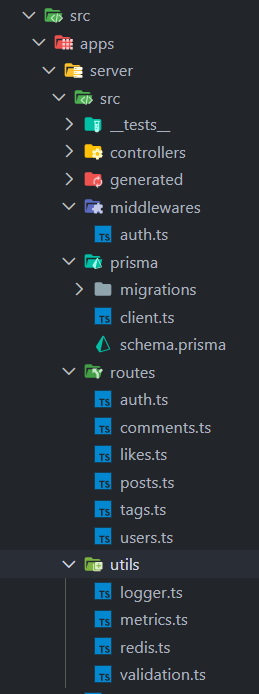 src
apps
server
src
__tests__
controllers
generated
middlewares
TS auth.ts
prisma
migrations
TS client.ts
schema.prisma
routes
TS auth.ts
TS comments.ts
TS likes.ts
TS posts.ts
TS tags.ts
TS users.ts
utils
TS logger.ts
TS metrics.ts
TS redis.ts
TS validation.ts